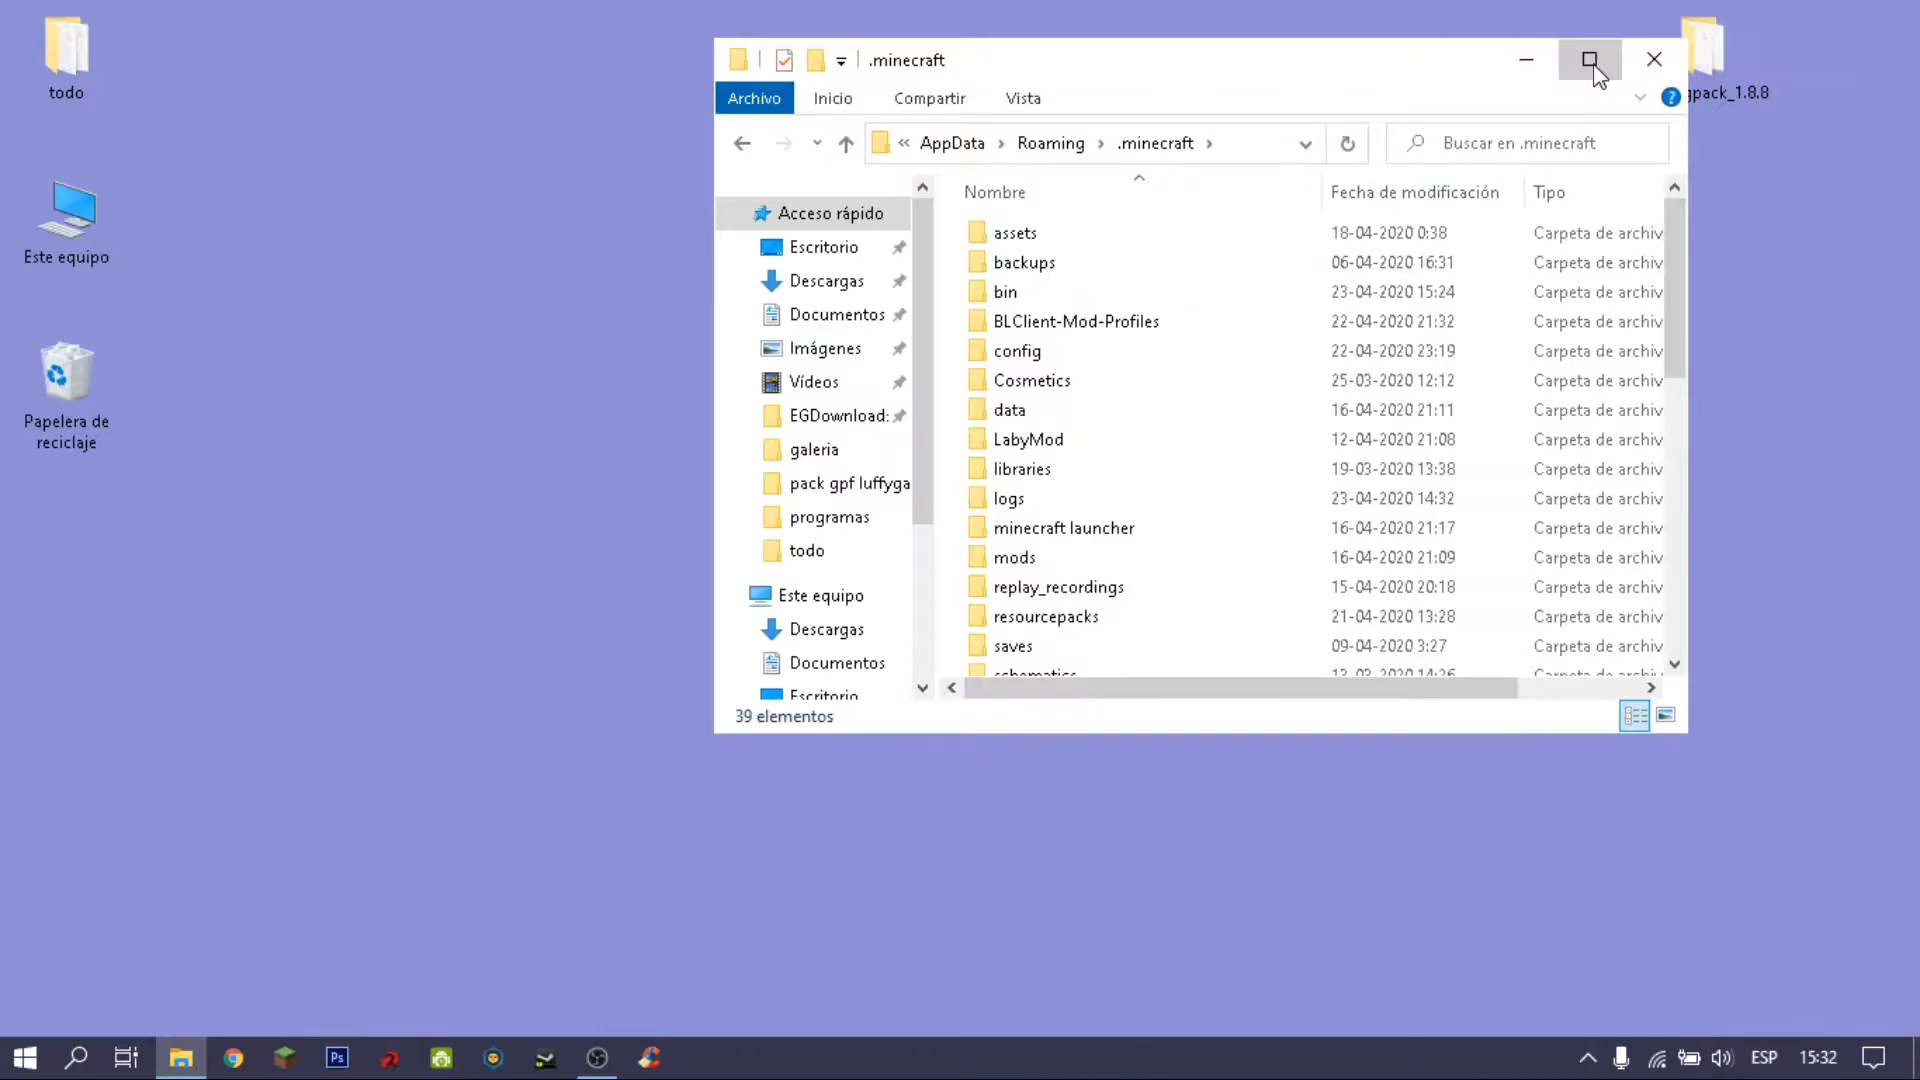 todo
Este equipo
Papelera de
reciclaje
gpack_1.8.8
.minecraft
Archivo
Inicio
Compartir
Vista
« AppData > Roaming > .minecraft >
Buscar en .minecraft
Acceso rápido
Escritorio
Descargas
Documentos
Imágenes
Vídeos
EGDownload:
galeria
pack gpf luffyga
programas
todo
Este equipo
Descargas
Documentos
Escritorio
Nombre Fecha de modificación Tipo
assets 18-04-2020 0:38 Carpeta de archiv
backups 06-04-2020 16:31 Carpeta de archiv
bin 23-04-2020 15:24 Carpeta de archiv
BLClient-Mod-Profiles 22-04-2020 21:32 Carpeta de archiv
config 22-04-2020 23:19 Carpeta de archiv
Cosmetics 25-03-2020 12:12 Carpeta de archiv
data 16-04-2020 21:11 Carpeta de archiv
LabyMod 12-04-2020 21:08 Carpeta de archiv
libraries 19-03-2020 13:38 Carpeta de archiv
logs 23-04-2020 14:32 Carpeta de archiv
minecraft launcher 16-04-2020 21:17 Carpeta de archiv
mods 16-04-2020 21:09 Carpeta de archiv
replay_recordings 15-04-2020 20:18 Carpeta de archiv
resourcepacks 21-04-2020 13:28 Carpeta de archiv
saves 09-04-2020 3:27 Carpeta de archiv
schematics 13-03-2020 14:26 Carpeta de archiv
39 elementos
Ps
ESP
15:32